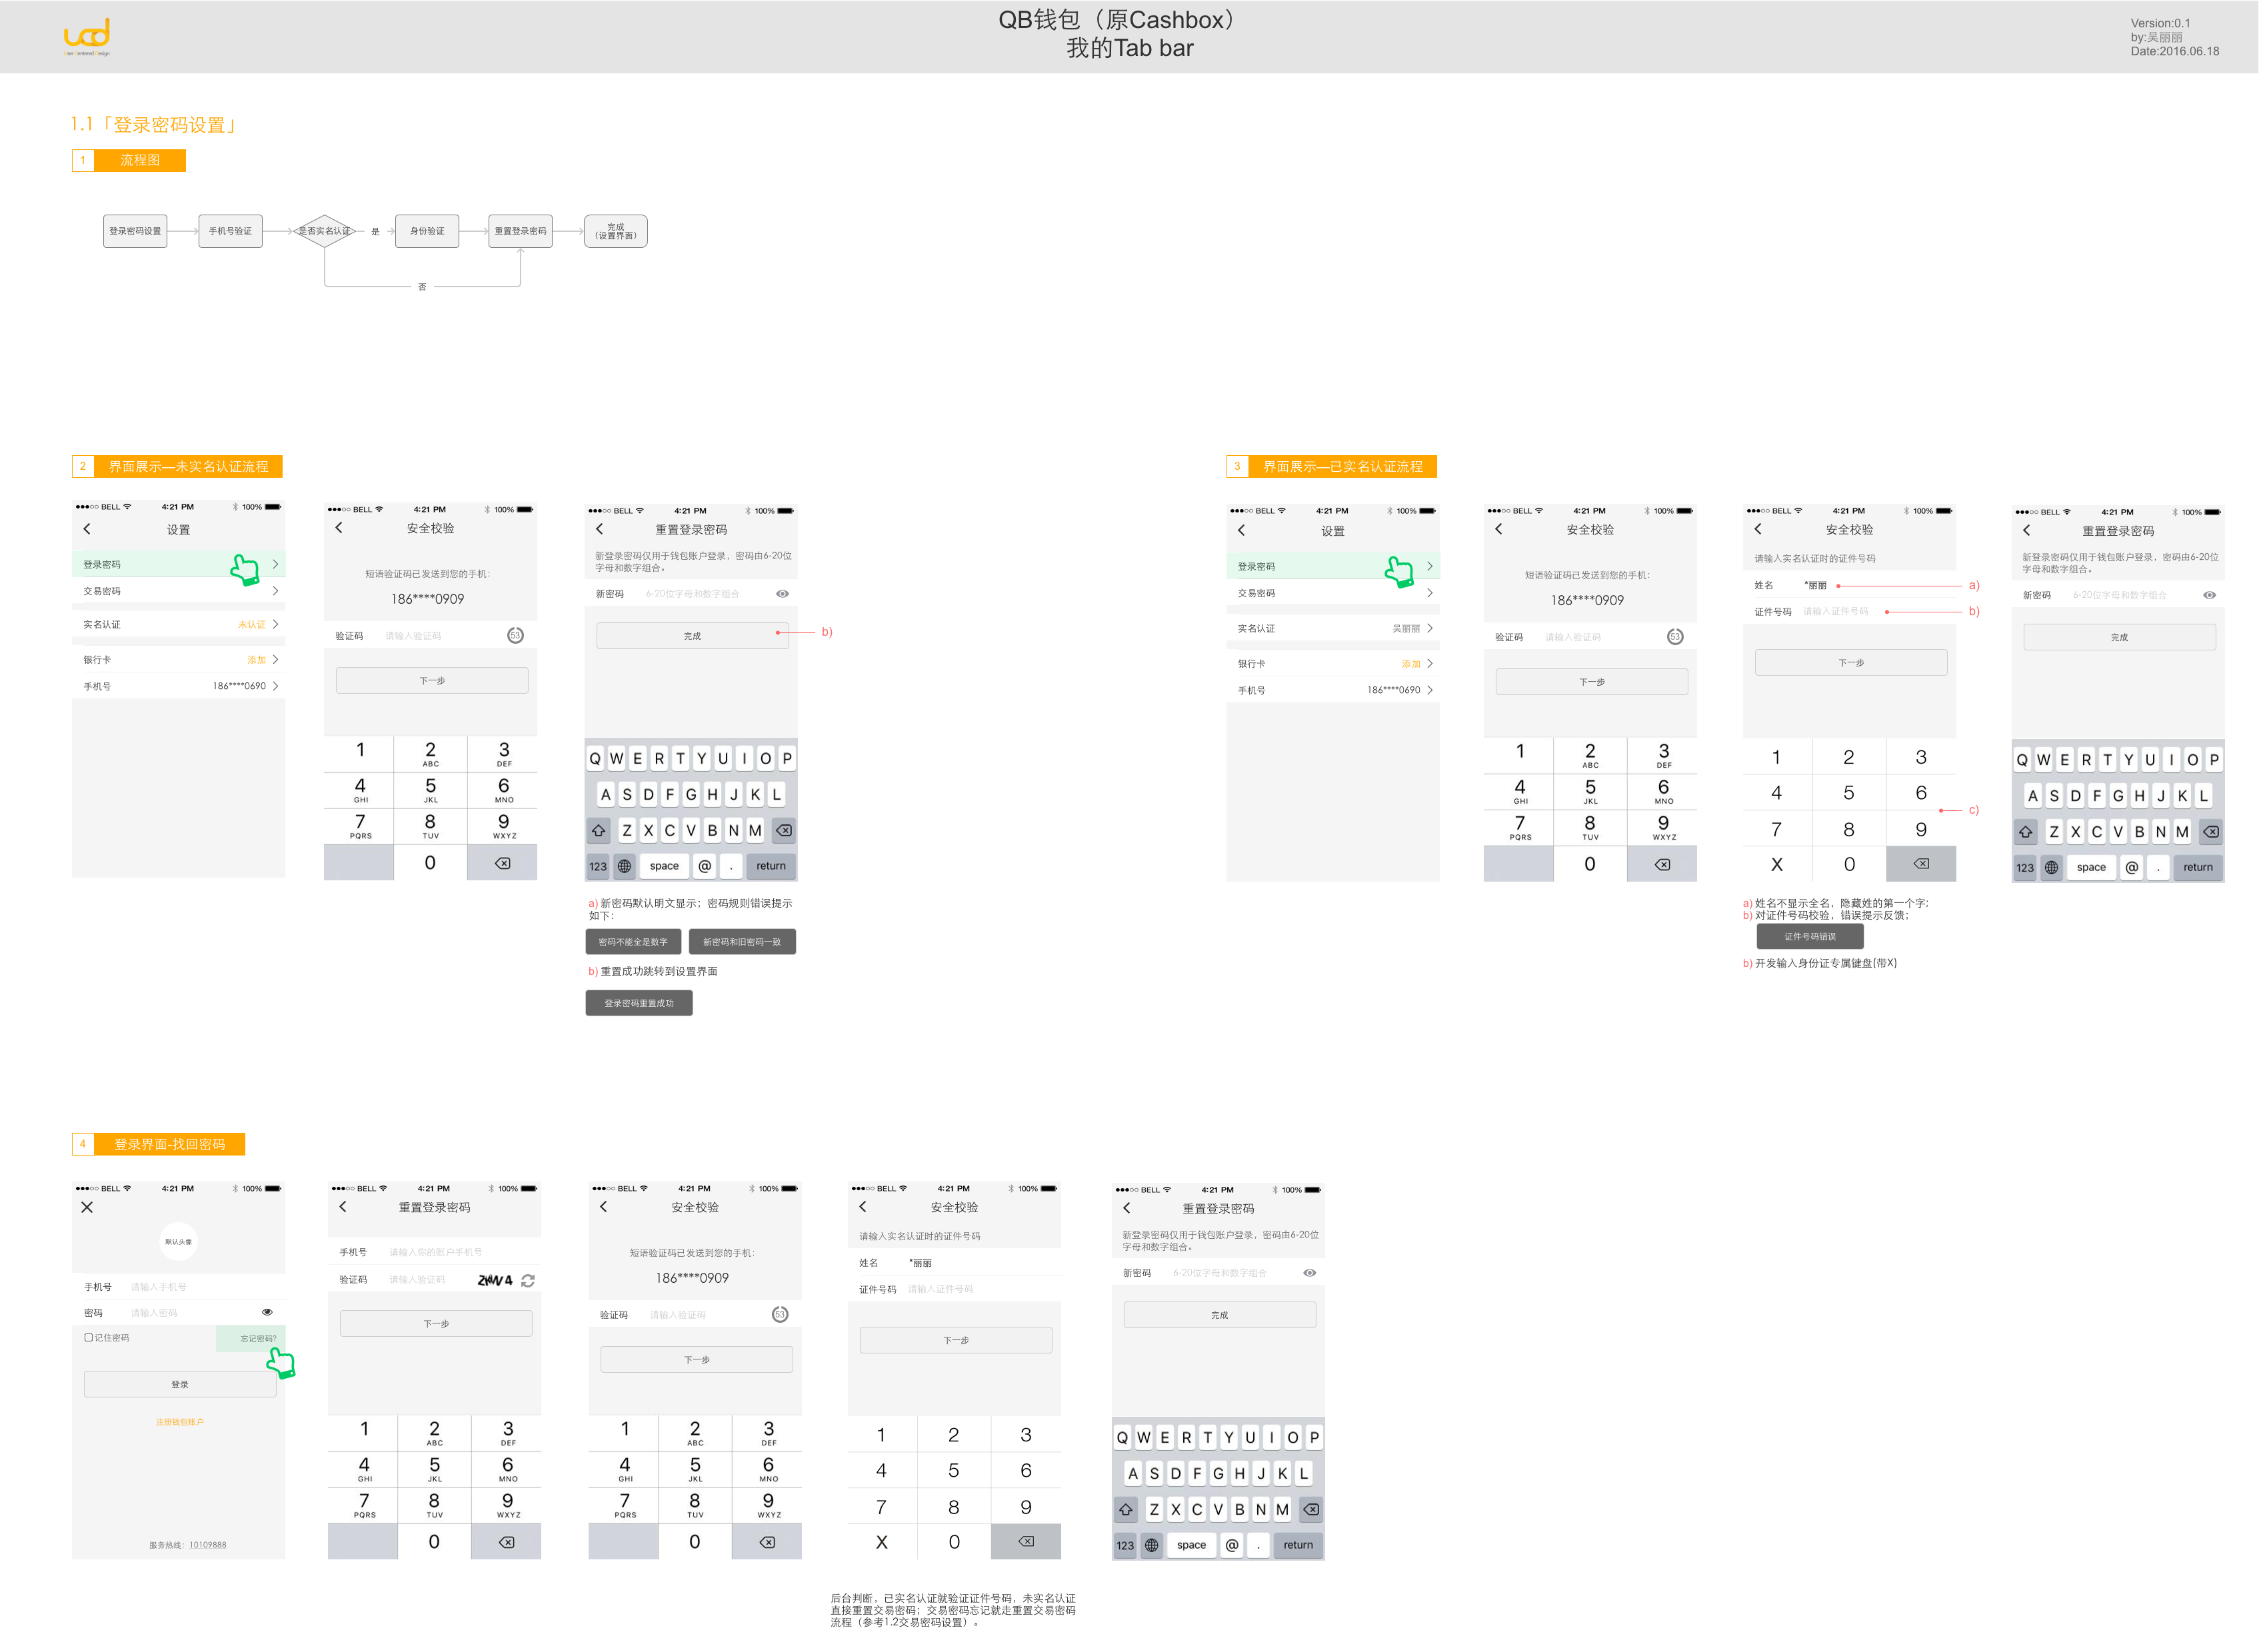 ucd
User Centered Design
QB钱包（原Cashbox）
我的Tab bar
Version:0.1
by:吴丽丽
Date:2016.06.18
1.1「登录密码设置」
1 流程图
登录密码设置
手机号验证
是否实名认证
是
身份验证
重置登录密码
完成
（设置界面）
否
2 界面展示—未实名认证流程
BELL 4:21 PM 100%
设置
登录密码
交易密码
实名认证 未认证
银行卡 添加
手机号 186****0690
BELL 4:21 PM 100%
安全校验
短语验证码已发送到您的手机：
186****0909
验证码 请输入验证码 53
下一步
1 2 3
ABC DEF
4 5 6
GHI JKL MNO
7 8 9
PQRS TUV WXYZ
0
BELL 4:21 PM 100%
重置登录密码
新登录密码仅用于钱包账户登录，密码由6-20位
字母和数字组合。
新密码 6-20位字母和数字组合
完成
b)
Q W E R T Y U I O P
A S D F G H J K L
Z X C V B N M
123 space @ . return
a) 新密码默认明文显示；密码规则错误提示
如下：
密码不能全是数字 新密码和旧密码一致
b) 重置成功跳转到设置界面
登录密码重置成功
3 界面展示—已实名认证流程
BELL 4:21 PM 100%
设置
登录密码
交易密码
实名认证 吴丽丽
银行卡 添加
手机号 186****0690
BELL 4:21 PM 100%
安全校验
短语验证码已发送到您的手机：
186****0909
验证码 请输入验证码 53
下一步
1 2 3
ABC DEF
4 5 6
GHI JKL MNO
7 8 9
PQRS TUV WXYZ
0
BELL 4:21 PM 100%
安全校验
请输入实名认证时的证件号码
姓名 *丽丽 a)
证件号码 请输入证件号码 b)
下一步
1 2 3
4 5 6
c)
7 8 9
X 0
a) 姓名不显示全名，隐藏姓的第一个字；
b) 对证件号码校验，错误提示反馈；
证件号码错误
b) 开发输入身份证专属键盘(带X)
BELL 4:21 PM 100%
重置登录密码
新登录密码仅用于钱包账户登录，密码由6-20位
字母和数字组合。
新密码 6-20位字母和数字组合
完成
Q W E R T Y U I O P
A S D F G H J K L
Z X C V B N M
123 space @ . return
4 登录界面-找回密码
BELL 4:21 PM 100%
默认头像
手机号 请输入手机号
密码 请输入密码
记住密码 忘记密码?
登录
注册钱包账户
服务热线：10109888
BELL 4:21 PM 100%
重置登录密码
手机号 请输入你的账户手机号
验证码 请输入验证码
下一步
1 2 3
ABC DEF
4 5 6
GHI JKL MNO
7 8 9
PQRS TUV WXYZ
0
BELL 4:21 PM 100%
安全校验
短语验证码已发送到您的手机：
186****0909
验证码 请输入验证码 53
下一步
1 2 3
ABC DEF
4 5 6
GHI JKL MNO
7 8 9
PQRS TUV WXYZ
0
BELL 4:21 PM 100%
安全校验
请输入实名认证时的证件号码
姓名 *丽丽
证件号码 请输入证件号码
下一步
1 2 3
4 5 6
7 8 9
X 0
后台判断，已实名认证就验证证件号码，未实名认证
直接重置交易密码；交易密码忘记就走重置交易密码
流程（参考1.2交易密码设置）。
BELL 4:21 PM 100%
重置登录密码
新登录密码仅用于钱包账户登录，密码由6-20位
字母和数字组合。
新密码 6-20位字母和数字组合
完成
Q W E R T Y U I O P
A S D F G H J K L
Z X C V B N M
123 space @ . return